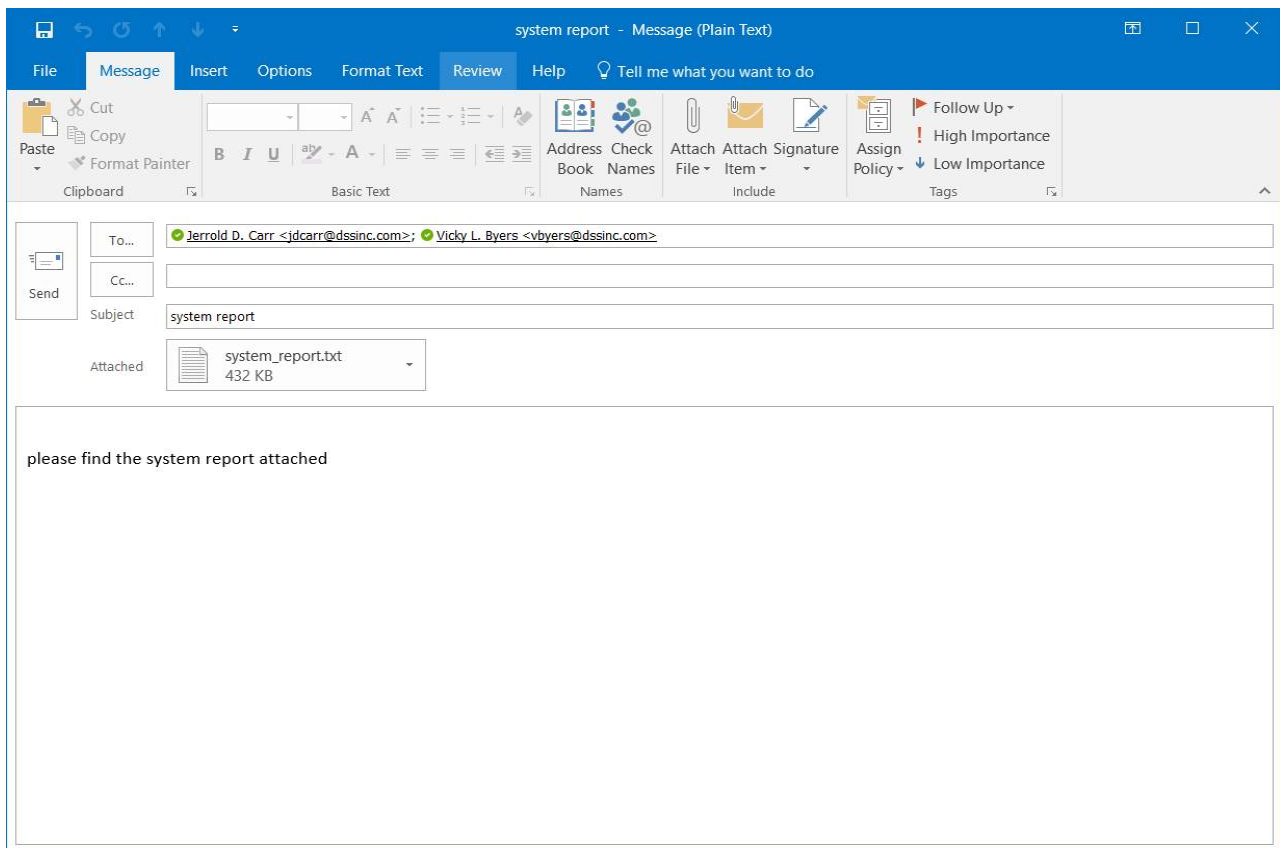 system report - Message (Plain Text)
File Message Insert Options Format Text Review Help Tell me what you want to do
Paste
Cut
Copy
Format Painter
Clipboard
B I U ab A
A A
Basic Text
Address Book
Check Names
Names
Attach File
Attach Item
Signature
Include
Assign Policy
Follow Up
High Importance
Low Importance
Tags
Send
To... Jerrold D. Carr <jdcarr@dssinc.com>; Vicky L. Byers <vbyers@dssinc.com>
Cc...
Subject system report
Attached system_report.txt
432 KB
please find the system report attached